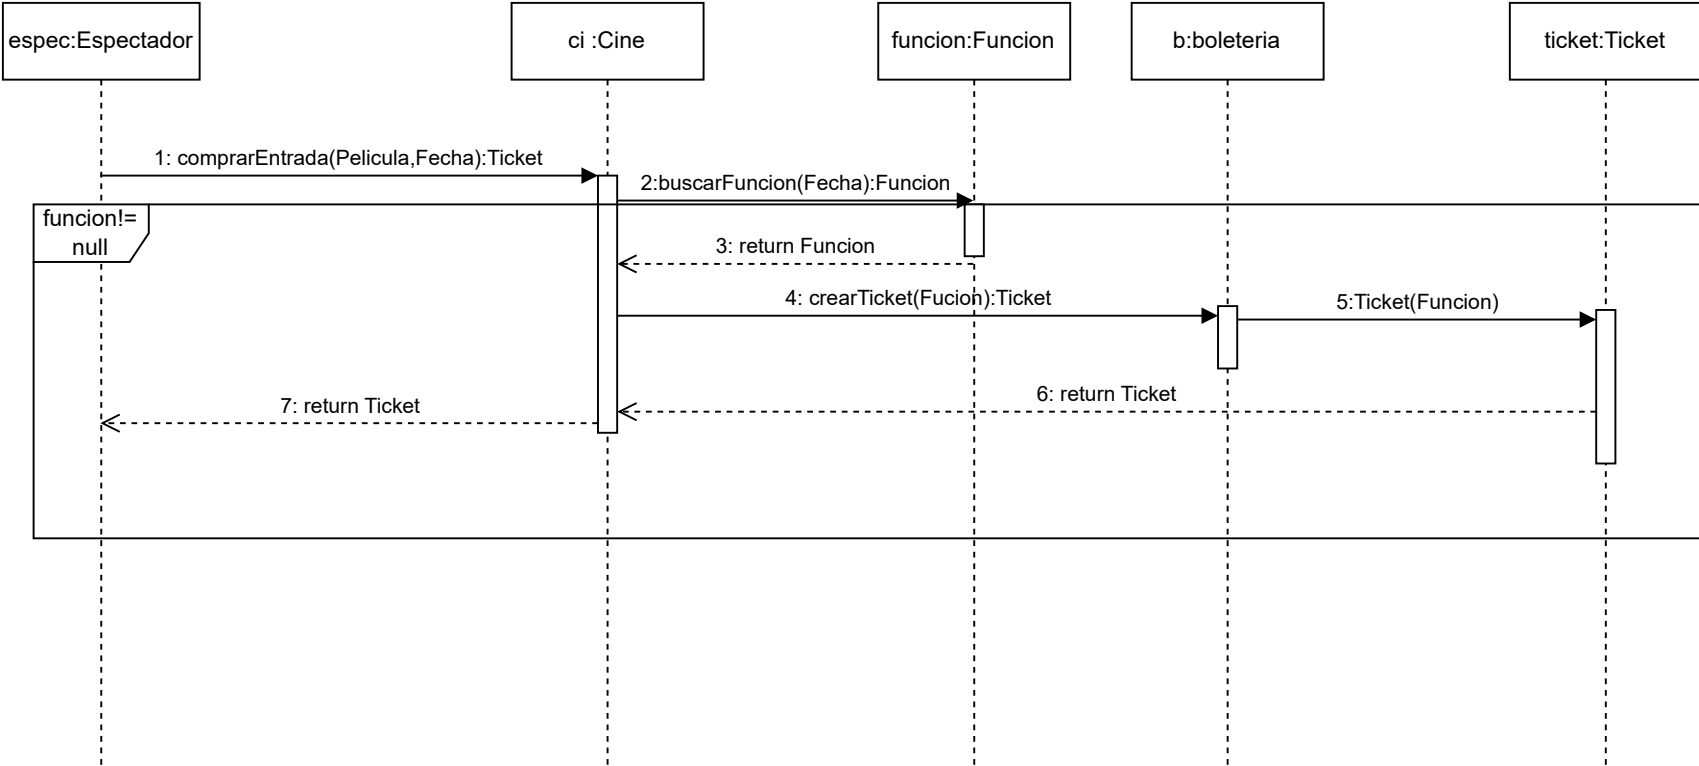 espec:Espectador
ci :Cine
funcion:Funcion
b:boleteria
ticket:Ticket
1: comprarEntrada(Pelicula,Fecha):Ticket
2:buscarFuncion(Fecha):Funcion
funcion!=
null
3: return Funcion
4: crearTicket(Fucion):Ticket
5:Ticket(Funcion)
6: return Ticket
7: return Ticket